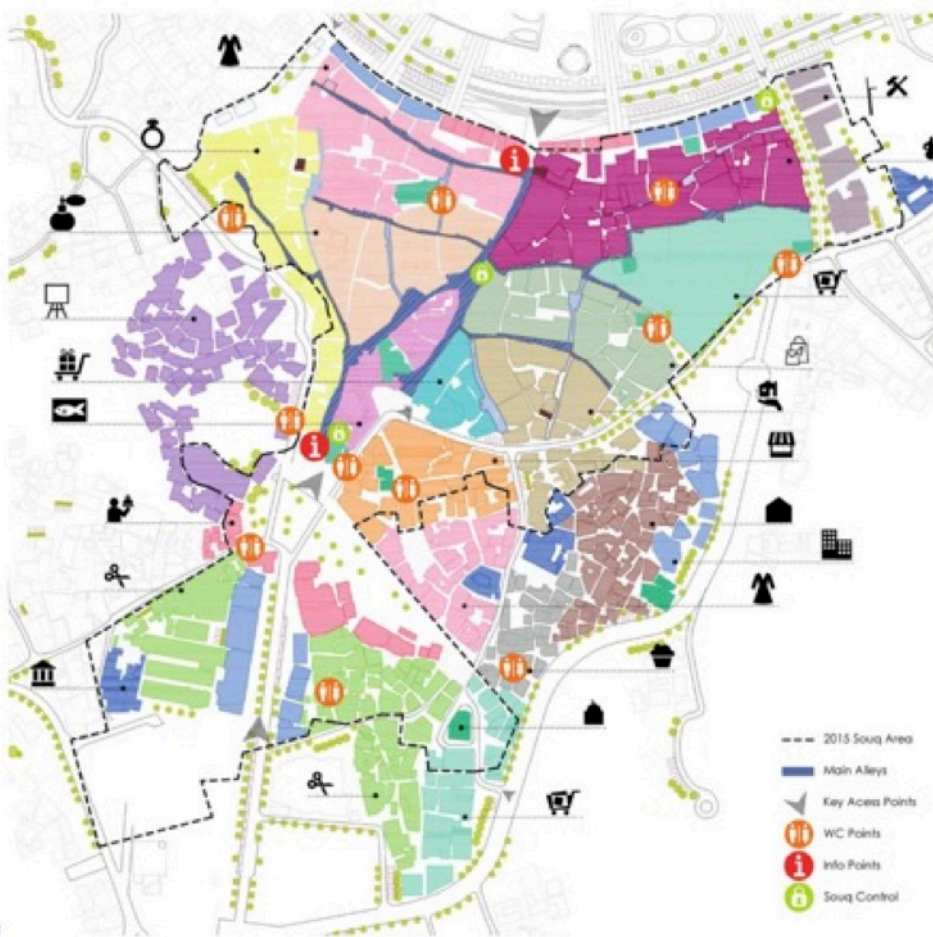 2015 Souq Area
Main Alleys
Key Acess Points
WC Points
Info Points
Souq Control